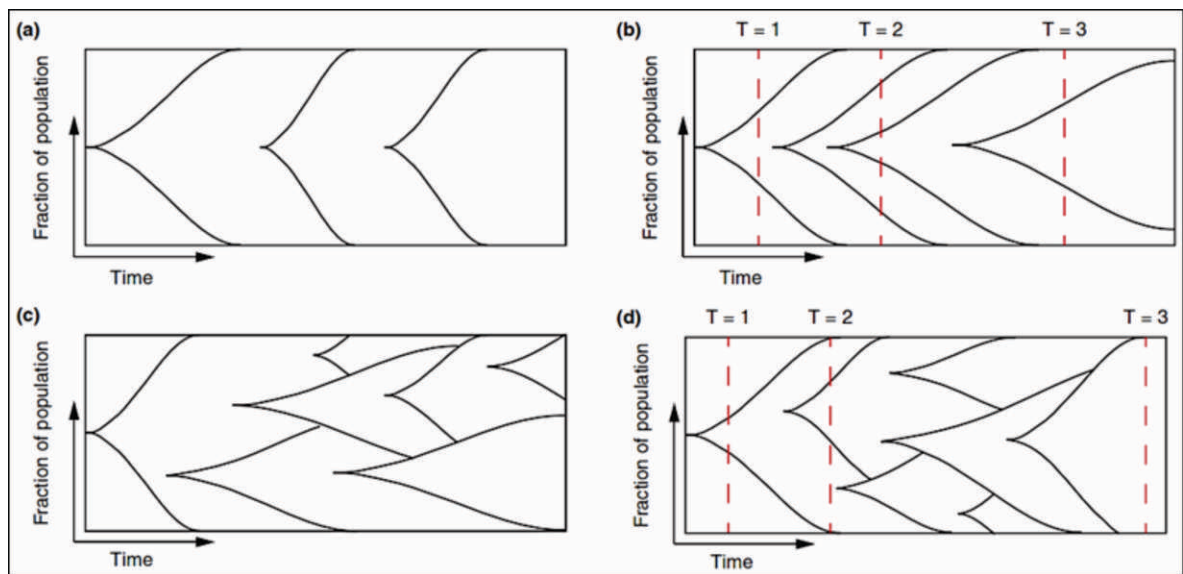 (a)
Fraction of population
Time
(b)
T = 1
T = 2
T = 3
Fraction of population
Time
(c)
Fraction of population
Time
(d)
T = 1
T = 2
T = 3
Fraction of population
Time